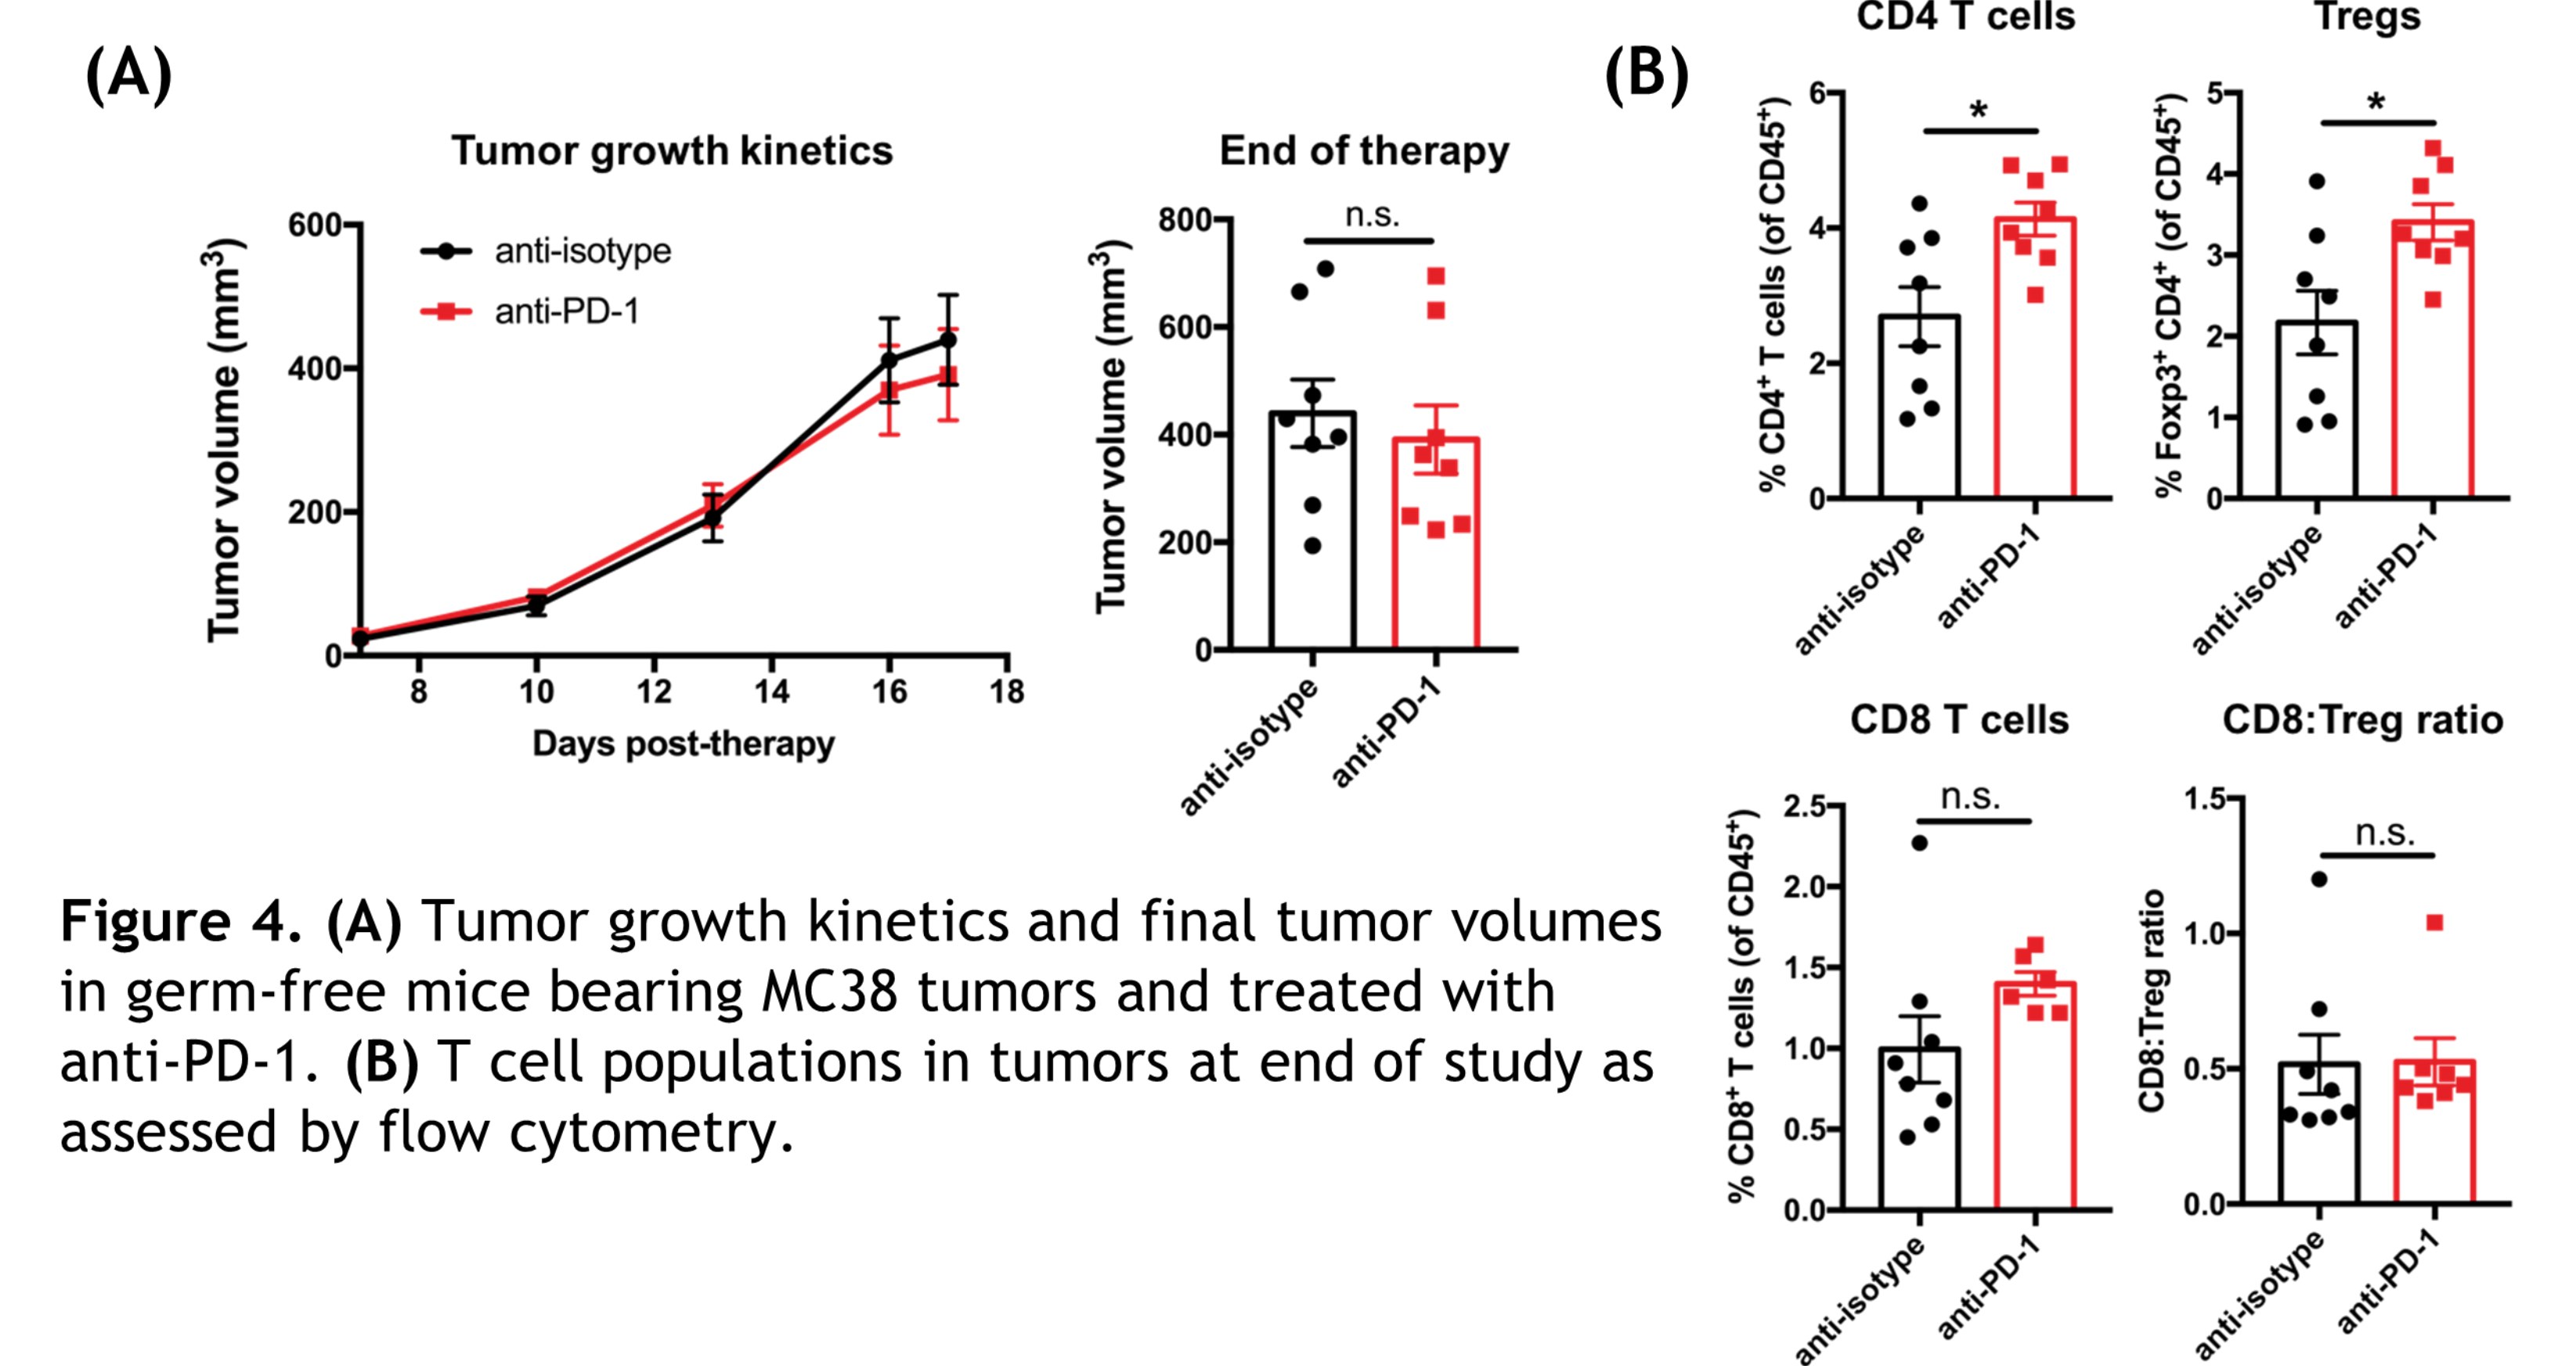 (A)
Tumor growth kinetics
Tumor volume (mm³)
600
400
200
0
anti-isotype
anti-PD-1
8 10 12 14 16 18
Days post-therapy
End of therapy
n.s.
Tumor volume (mm³)
800
600
400
200
0
anti-isotype
anti-PD-1
(B)
CD4 T cells
*
% CD4⁺ T cells (of CD45⁺)
6
4
2
0
anti-isotype
anti-PD-1
Tregs
*
% Foxp3⁺ CD4⁺ (of CD45⁺)
5
4
3
2
1
0
anti-isotype
anti-PD-1
CD8 T cells
n.s.
% CD8⁺ T cells (of CD45⁺)
2.5
2.0
1.5
1.0
0.5
0.0
anti-isotype
anti-PD-1
CD8:Treg ratio
n.s.
CD8:Treg ratio
1.5
1.0
0.5
0.0
anti-isotype
anti-PD-1
Figure 4. (A) Tumor growth kinetics and final tumor volumes
in germ-free mice bearing MC38 tumors and treated with
anti-PD-1. (B) T cell populations in tumors at end of study as
assessed by flow cytometry.